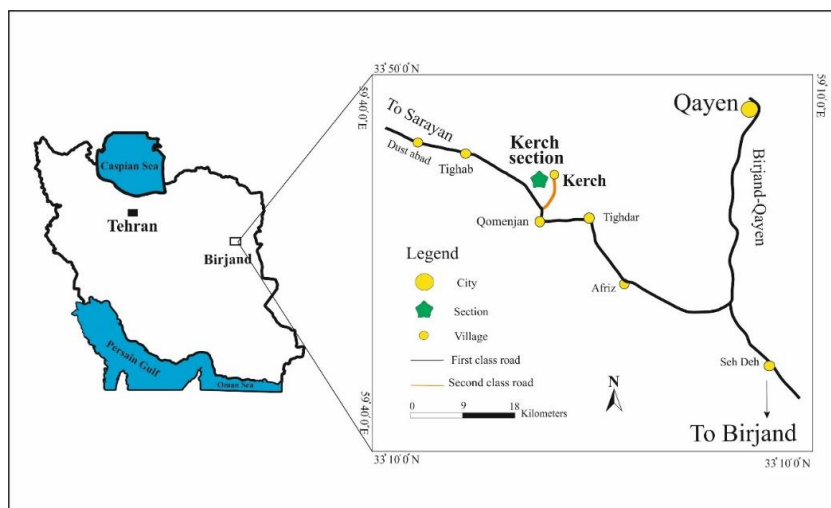 Caspian Sea
Tehran
Birjand
Persain Gulf
Oman Sea
33° 50' 0" N
59° 40' 0" E
59° 10' 0" E
To Sarayan
Dust abad
Tighab
Kerch
section
Kerch
Qomenjan
Tighdar
Afriz
Qayen
Birjand-Qayen
Seh Deh
To Birjand
Legend
City
Section
Village
First class road
Second class road
0 9 18
Kilometers
N
59° 40' 0" E
33° 10' 0" N
59° 10' 0" E
33° 10' 0" N